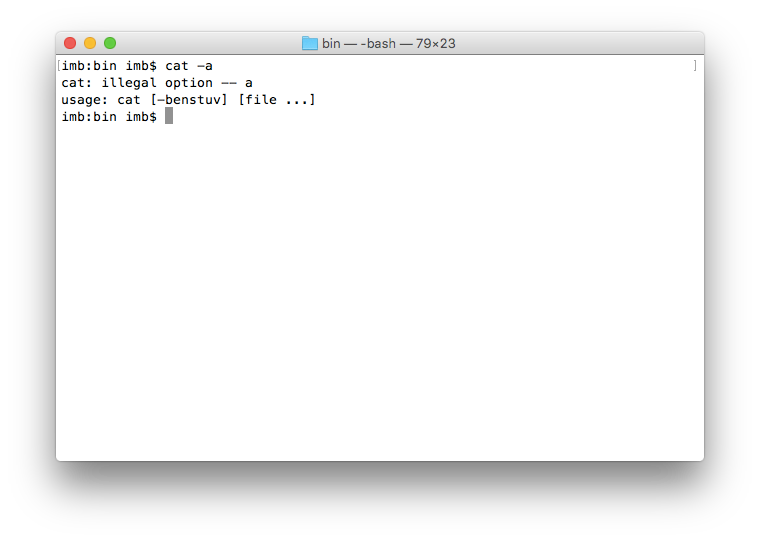 bin — -bash — 79×23
[imb:bin imb$ cat -a ]
cat: illegal option -- a
usage: cat [-benstuv] [file ...]
imb:bin imb$